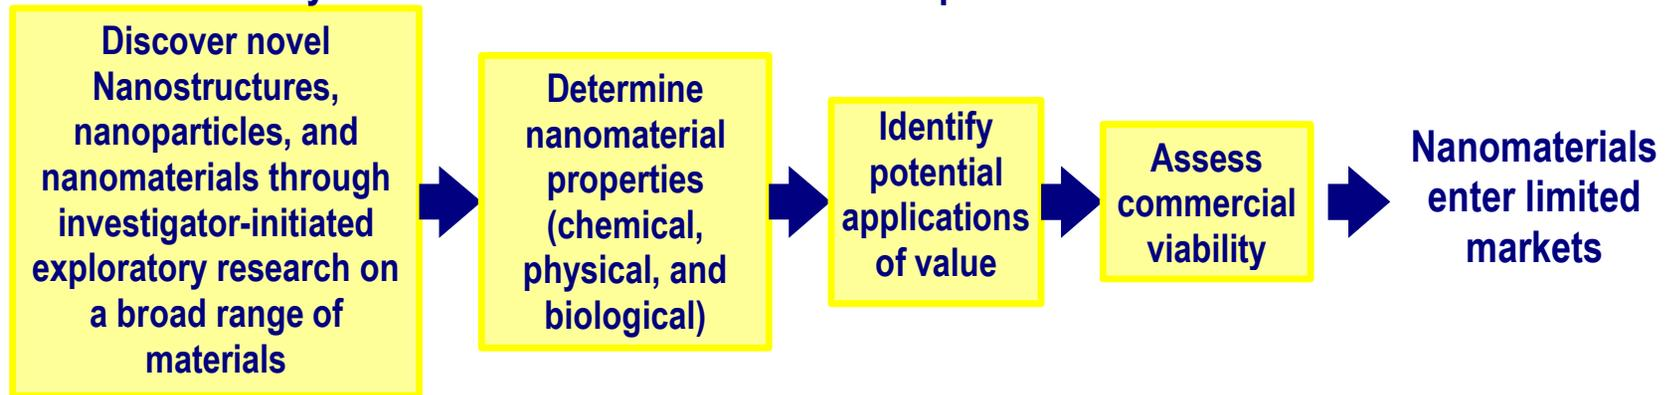 Discover novel
Nanostructures,
nanoparticles, and
nanomaterials through
investigator-initiated
exploratory research on
a broad range of
materials
Determine
nanomaterial
properties
(chemical,
physical, and
biological)
Identify
potential
applications
of value
Assess
commercial
viability
Nanomaterials
enter limited
markets